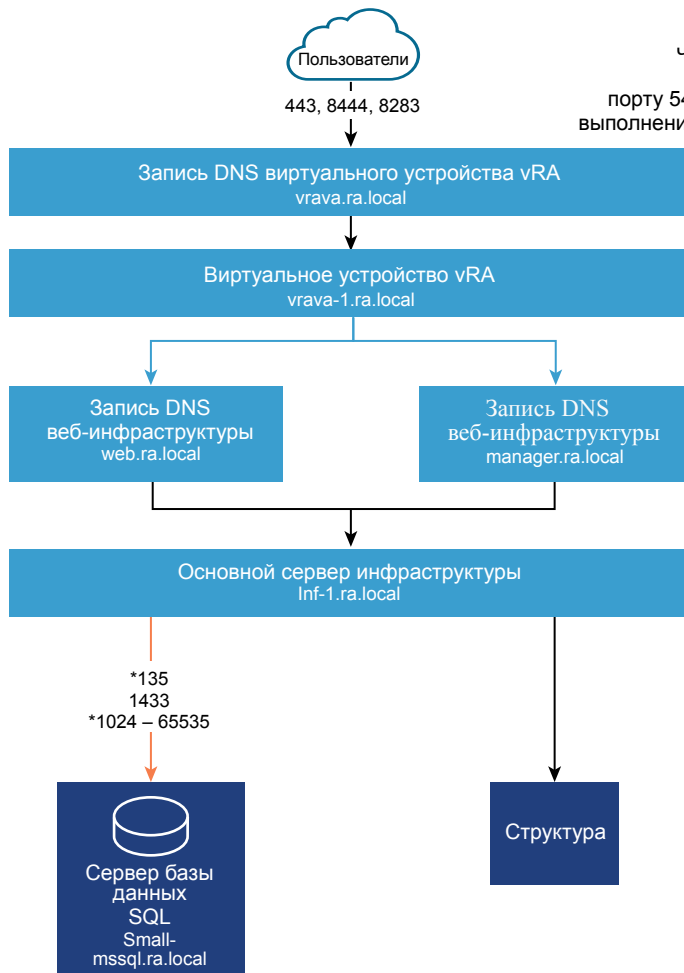 Пользователи
443, 8444, 8283
порту 54
выполнени
Запись DNS виртуального устройства vRA
vrava.ra.local
Виртуальное устройство vRA
vrava-1.ra.local
Запись DNS
веб-инфраструктуры
web.ra.local
Запись DNS
веб-инфраструктуры
manager.ra.local
Основной сервер инфраструктуры
Inf-1.ra.local
*135
1433
*1024 – 65535
Сервер базы
данных
SQL
Small-
mssql.ra.local
Структура